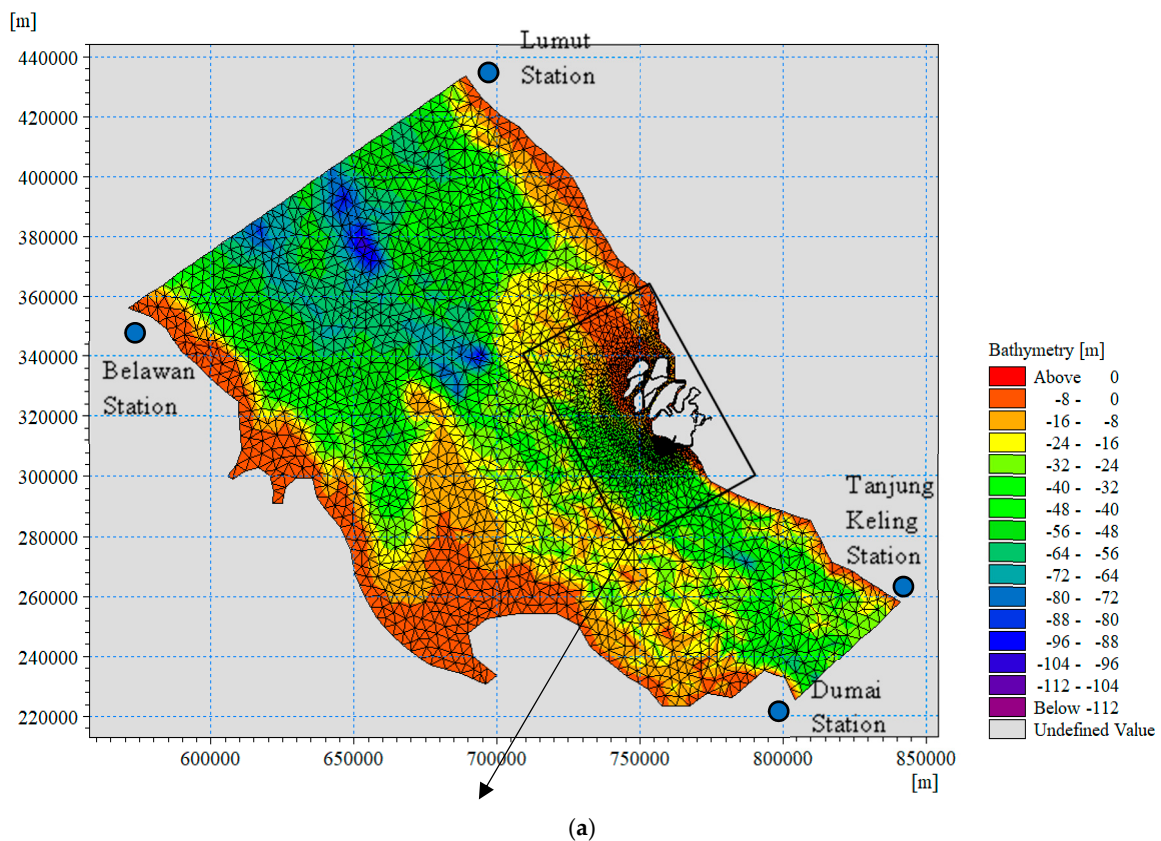 [m]
Lumut
Station
440000
420000
400000
380000
360000
340000
320000
300000
280000
260000
240000
220000
Belawan
Station
Tanjung
Keling
Station
Dumai
Station
600000 650000 700000 750000 800000 850000
[m]
Bathymetry [m]
Above 0
-8 - 0
-16 - -8
-24 - -16
-32 - -24
-40 - -32
-48 - -40
-56 - -48
-64 - -56
-72 - -64
-80 - -72
-88 - -80
-96 - -88
-104 - -96
-112 - -104
Below -112
Undefined Value
(a)